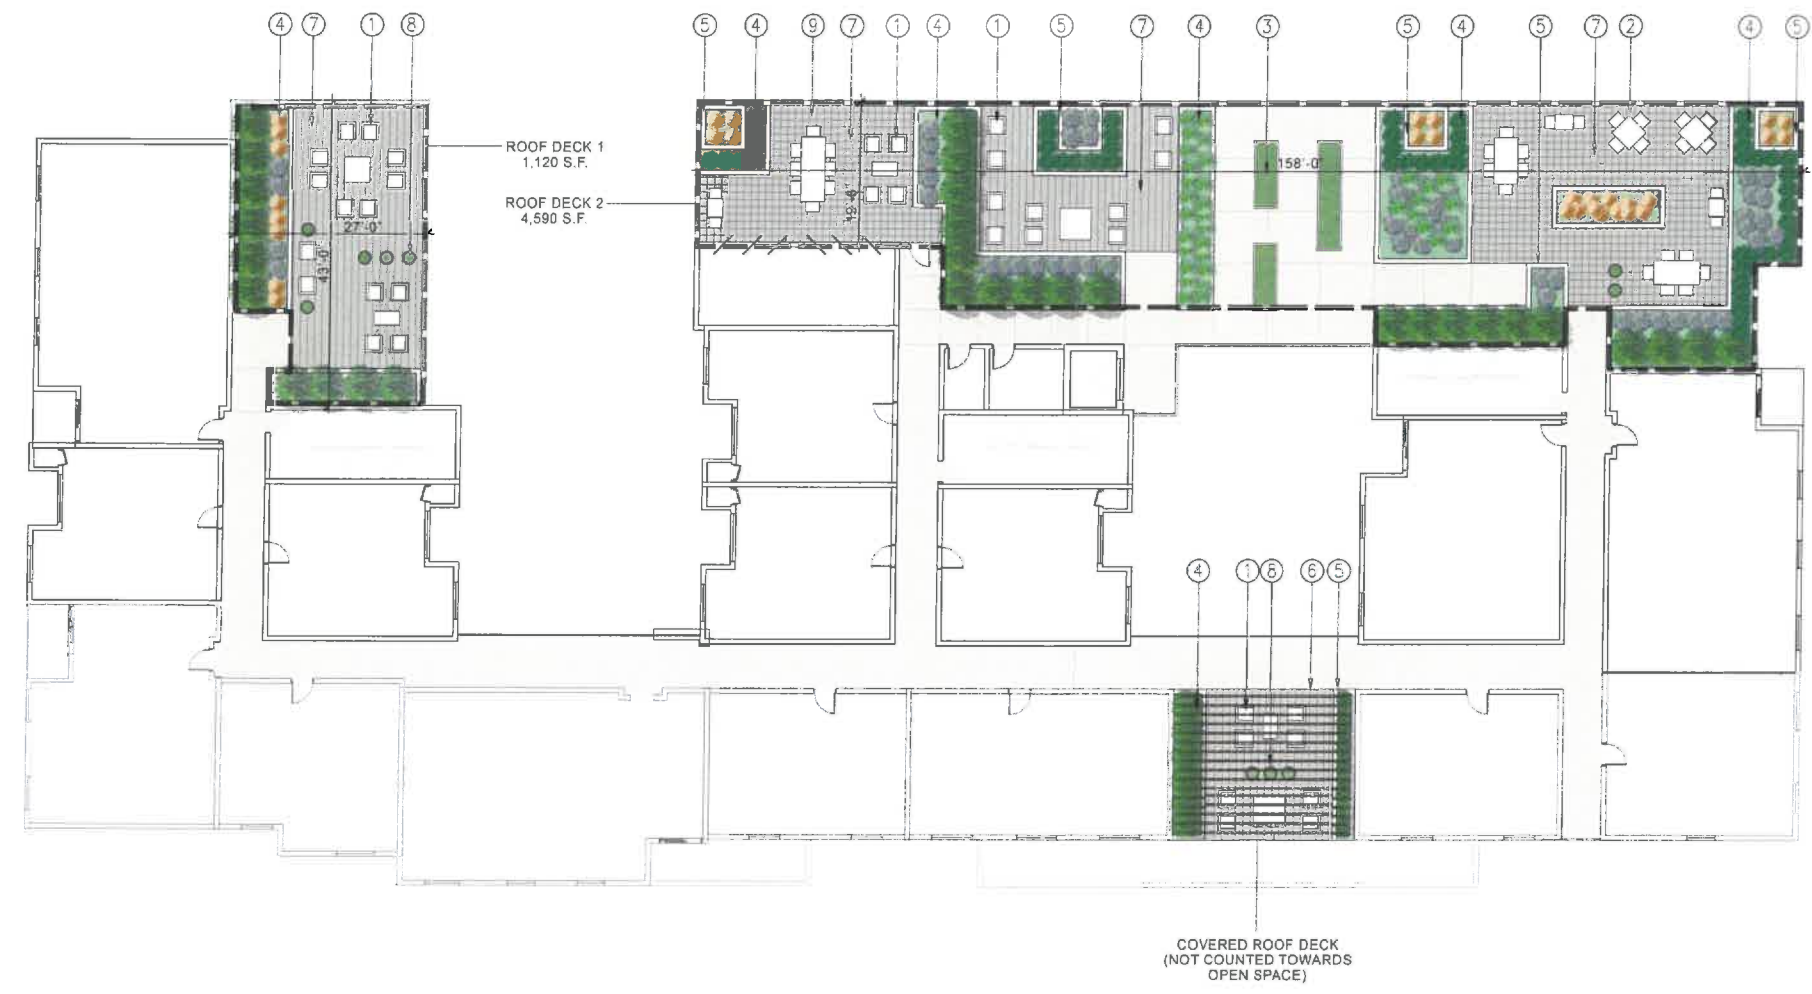 4 7 1 8 5 4 9 7 1 4 1 5 7 4 3 5 4 5 7 2 4 5
ROOF DECK 1
1,120 S.F.
158'-0"
ROOF DECK 2
4,590 S.F.
27'-0"
43'-0"
4 1 8 6 5
COVERED ROOF DECK
(NOT COUNTED TOWARDS
OPEN SPACE)